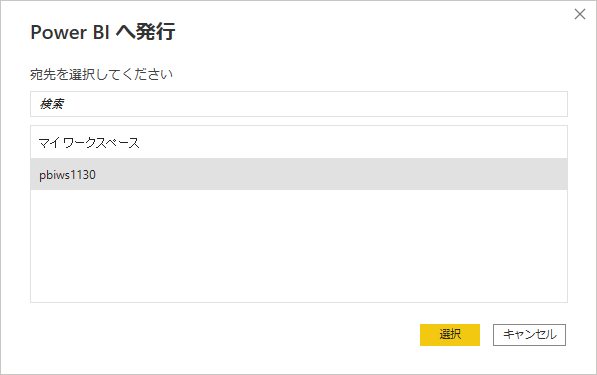 Power BI へ発行
宛先を選択してください
検索
マイ ワークスペース
pbiws1130
選択
キャンセル